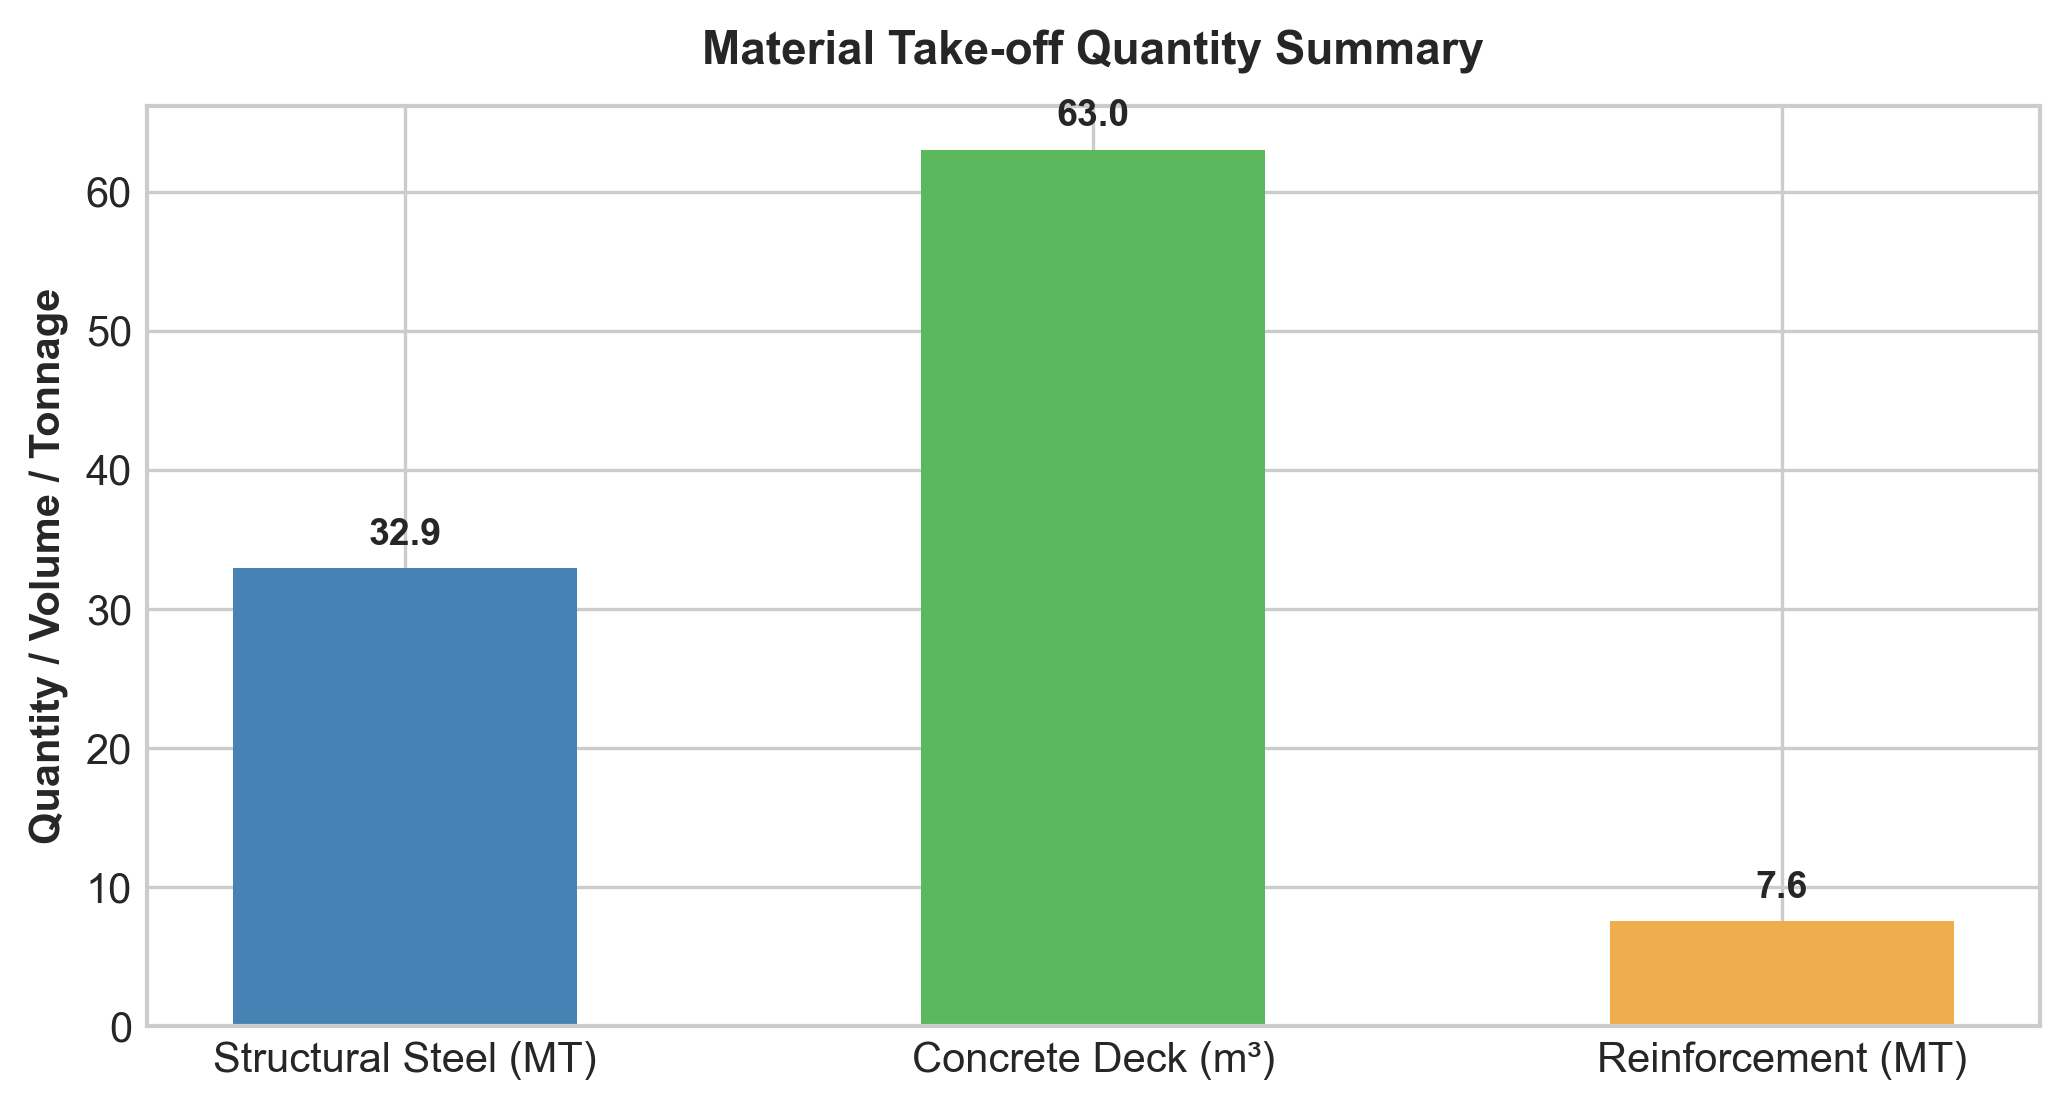 Material Take-off Quantity Summary
Quantity / Volume / Tonnage
60
50
40
30
20
10
0
32.9
63.0
7.6
Structural Steel (MT)
Concrete Deck (m³)
Reinforcement (MT)